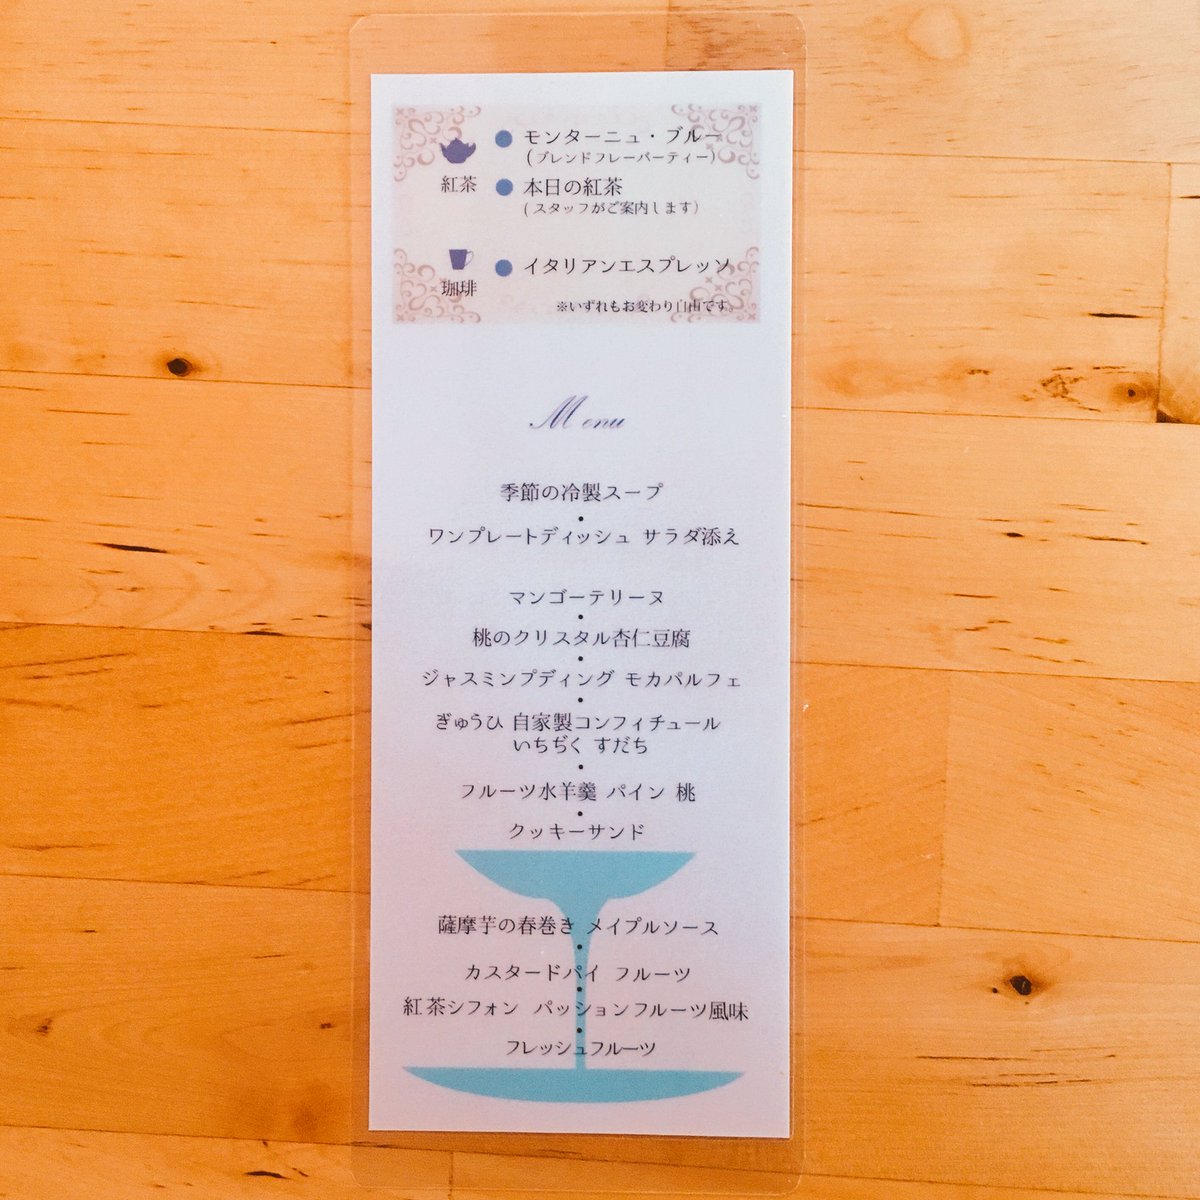 モンターニュ・ブルー
(ブレンドフレーバーティー)
紅茶
本日の紅茶
(スタッフがご案内します)
イタリアンエスプレッソ
珈琲
※いずれもお変わり自由です。
Menu
季節の冷製スープ
・
ワンプレートディッシュ サラダ添え
マンゴーテリーヌ
・
桃のクリスタル杏仁豆腐
・
ジャスミンプディング モカパルフェ
・
ぎゅうひ 自家製コンフィチュール
いちぢく すだち
・
フルーツ水羊羹 パイン 桃
・
クッキーサンド
薩摩芋の春巻き メイプルソース
・
カスタードパイ フルーツ
・
紅茶シフォン パッションフルーツ風味
・
フレッシュフルーツ